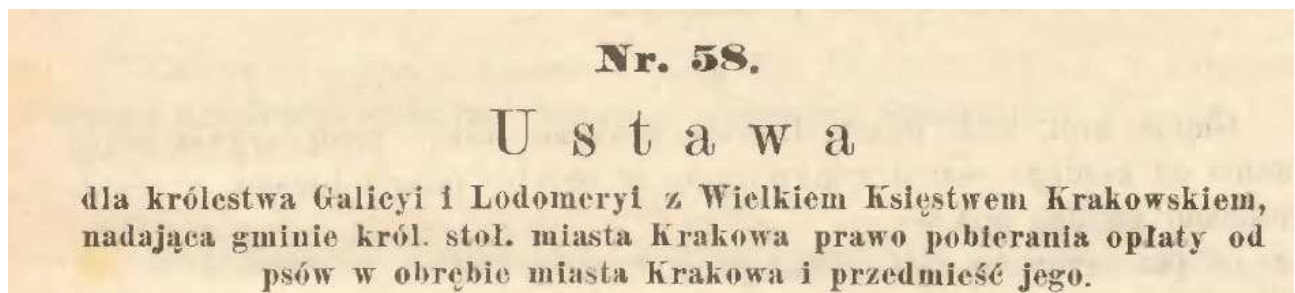 Nr. 58.
Ustawa
dla królestwa Galicyi i Lodomeryi z Wielkiem Księstwem Krakowskiem,
nadająca gminie król. stoł. miasta Krakowa prawo pobierania opłaty od
psów w obrębie miasta Krakowa i przedmieść jego.